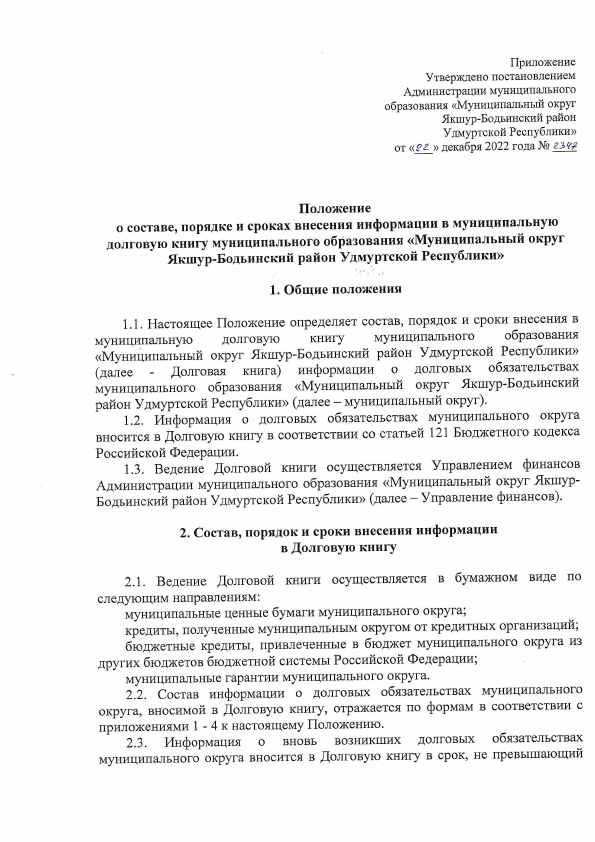 Приложение
Утверждено постановлением
Администрации муниципального
образования «Муниципальный округ
Якшур-Бодьинский район
Удмуртской Республики»
от «22» декабря 2022 года № 2347
Положение
о составе, порядке и сроках внесения информации в муниципальную
долговую книгу муниципального образования «Муниципальный округ
Якшур-Бодьинский район Удмуртской Республики»
1. Общие положения
1.1. Настоящее Положение определяет состав, порядок и сроки внесения в
муниципальную долговую книгу муниципального образования
«Муниципальный округ Якшур-Бодьинский район Удмуртской Республики»
(далее - Долговая книга) информации о долговых обязательствах
муниципального образования «Муниципальный округ Якшур-Бодьинский
район Удмуртской Республики» (далее – муниципальный округ).
1.2. Информация о долговых обязательствах муниципального округа
вносится в Долговую книгу в соответствии со статьей 121 Бюджетного кодекса
Российской Федерации.
1.3. Ведение Долговой книги осуществляется Управлением финансов
Администрации муниципального образования «Муниципальный округ Якшур-
Бодьинский район Удмуртской Республики» (далее – Управление финансов).
2. Состав, порядок и сроки внесения информации
в Долговую книгу
2.1. Ведение Долговой книги осуществляется в бумажном виде по
следующим направлениям:
муниципальные ценные бумаги муниципального округа;
кредиты, полученные муниципальным округом от кредитных организаций;
бюджетные кредиты, привлеченные в бюджет муниципального округа из
других бюджетов бюджетной системы Российской Федерации;
муниципальные гарантии муниципального округа.
2.2. Состав информации о долговых обязательствах муниципального
округа, вносимой в Долговую книгу, отражается по формам в соответствии с
приложениями 1 - 4 к настоящему Положению.
2.3. Информация о вновь возникших долговых обязательствах
муниципального округа вносится в Долговую книгу в срок, не превышающий